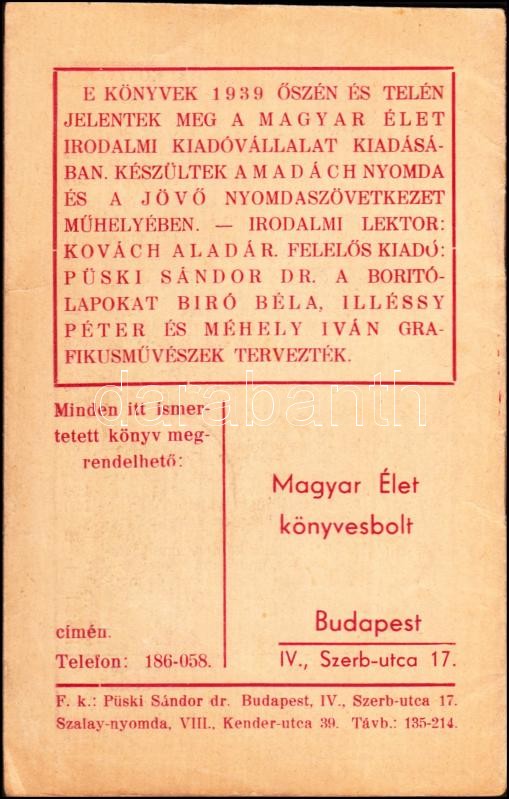 E KÖNYVEK 1939 ŐSZÉN ÉS TELÉN
JELENTEK MEG A MAGYAR ÉLET
IRODALMI KIADÓVÁLLALAT KIADÁSÁ-
BAN. KÉSZÜLTEK A MADÁCH NYOMDA
ÉS A JÖVŐ NYOMDASZÖVETKEZET
MŰHELYÉBEN. — IRODALMI LEKTOR:
KOVÁCH ALADÁR. FELELŐS KIADÓ:
PÜSKI SÁNDOR DR. A BORITÓ-
LAPOKAT BIRÓ BÉLA, ILLÉSSY
PÉTER ÉS MÉHELY IVÁN GRA-
FIKUSMŰVÉSZEK TERVEZTÉK.
darabanth
Minden itt ismer-
tetett könyv meg-
rendelhető:
Magyar Élet
könyvesbolt
Budapest
IV., Szerb-utca 17.
címén.
Telefon: 186-058.
F. k.: Püski Sándor dr. Budapest, IV., Szerb-utca 17.
Szalay-nyomda, VIII., Kender-utca 39. Távb.: 135-214.